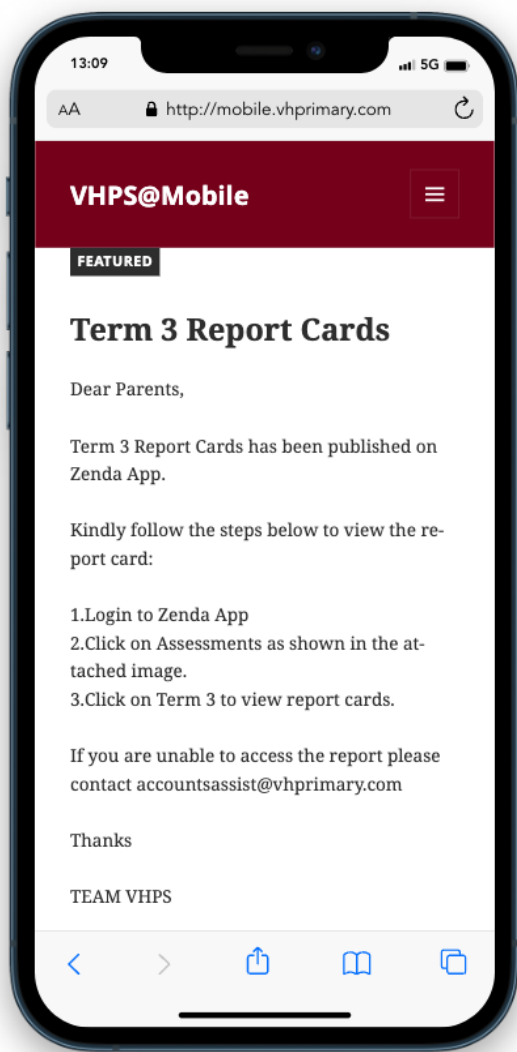 13:09
5G
AA
http://mobile.vhprimary.com
VHPS@Mobile
FEATURED
Term 3 Report Cards
Dear Parents,
Term 3 Report Cards has been published on
Zenda App.
Kindly follow the steps below to view the re-
port card:
1.Login to Zenda App
2.Click on Assessments as shown in the at-
tached image.
3.Click on Term 3 to view report cards.
If you are unable to access the report please
contact accountsassist@vhprimary.com
Thanks
TEAM VHPS